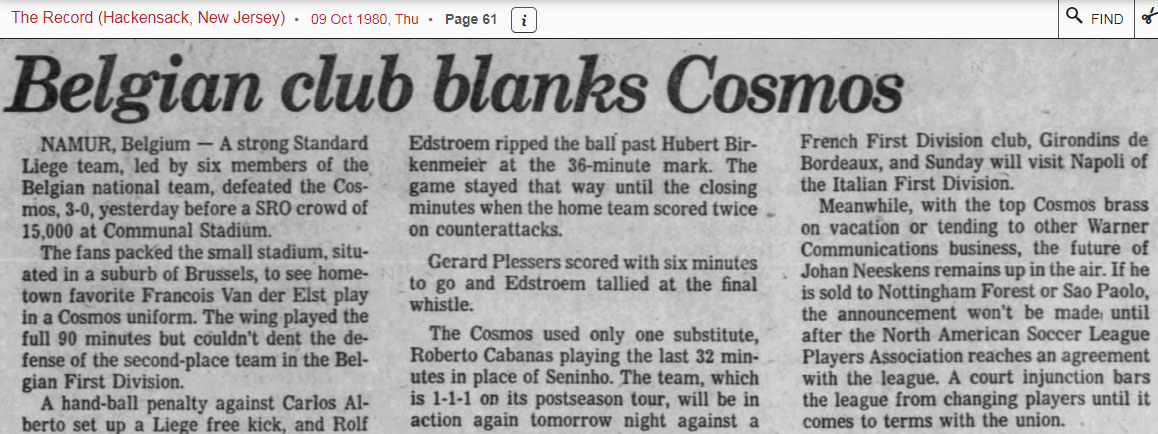 The Record (Hackensack, New Jersey) • 09 Oct 1980, Thu • Page 61 i
FIND
Belgian club blanks Cosmos
NAMUR, Belgium — A strong Standard
Liege team, led by six members of the
Belgian national team, defeated the Cos-
mos, 3-0, yesterday before a SRO crowd of
15,000 at Communal Stadium.
The fans packed the small stadium, situ-
ated in a suburb of Brussels, to see home-
town favorite Francois Van der Elst play
in a Cosmos uniform. The wing played the
full 90 minutes but couldn't dent the de-
fense of the second-place team in the Bel-
gian First Division.
A hand-ball penalty against Carlos Al-
berto set up a Liege free kick, and Rolf
Edstroem ripped the ball past Hubert Bir-
kenmeier at the 36-minute mark. The
game stayed that way until the closing
minutes when the home team scored twice
on counterattacks.
Gerard Plessers scored with six minutes
to go and Edstroem tallied at the final
whistle.
The Cosmos used only one substitute,
Roberto Cabanas playing the last 32 min-
utes in place of Seninho. The team, which
is 1-1-1 on its postseason tour, will be in
action again tomorrow night against a
French First Division club, Girondins de
Bordeaux, and Sunday will visit Napoli of
the Italian First Division.
Meanwhile, with the top Cosmos brass
on vacation or tending to other Warner
Communications business, the future of
Johan Neeskens remains up in the air. If he
is sold to Nottingham Forest or Sao Paolo,
the announcement won't be made until
after the North American Soccer League
Players Association reaches an agreement
with the league. A court injunction bars
the league from changing players until it
comes to terms with the union.